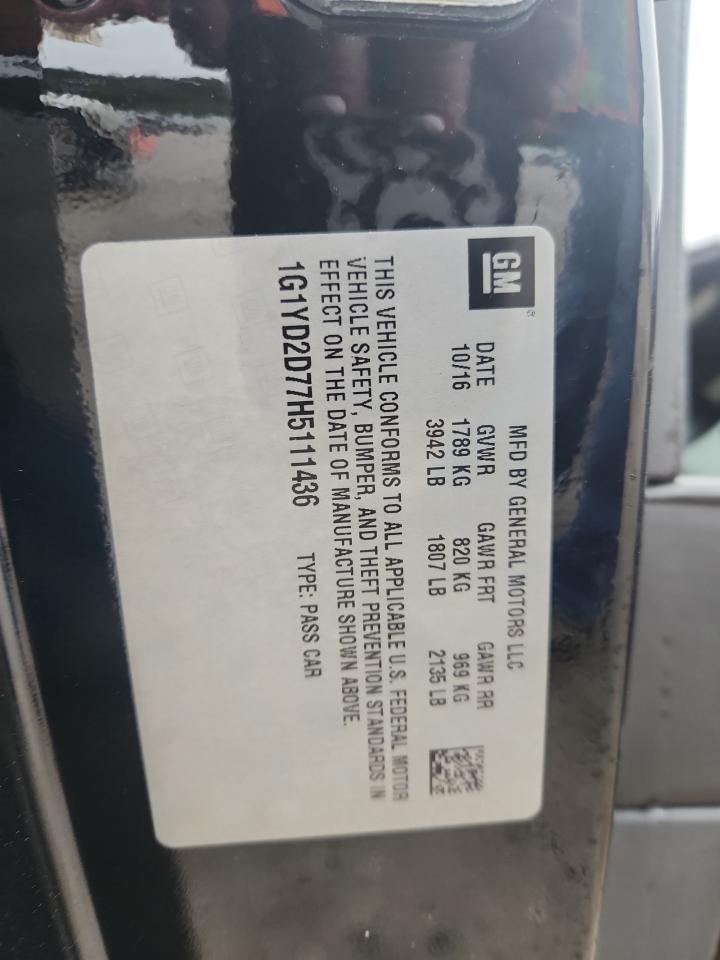 GM
®
MFD BY GENERAL MOTORS LLC
DATE GVWR GAWR FRT GAWR RR
10/16 1789 KG 820 KG 969 KG
3942 LB 1807 LB 2135 LB
THIS VEHICLE CONFORMS TO ALL APPLICABLE U.S. FEDERAL MOTOR
VEHICLE SAFETY, BUMPER, AND THEFT PREVENTION STANDARDS IN
EFFECT ON THE DATE OF MANUFACTURE SHOWN ABOVE.
1G1YD2D77H5111436 TYPE: PASS CAR